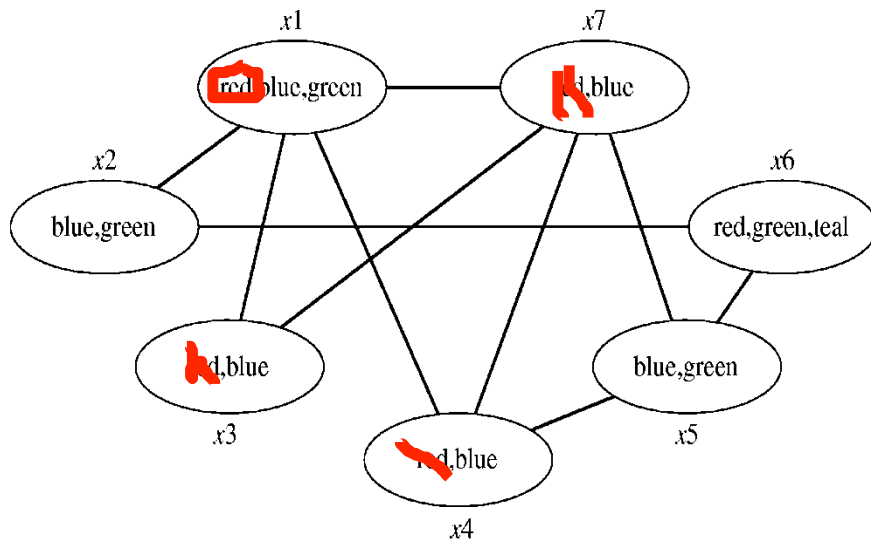 x1
x7
red,blue,green
d,blue
x2
x6
blue,green
red,green,teal
d,blue
blue,green
x3
x5
red,blue
x4